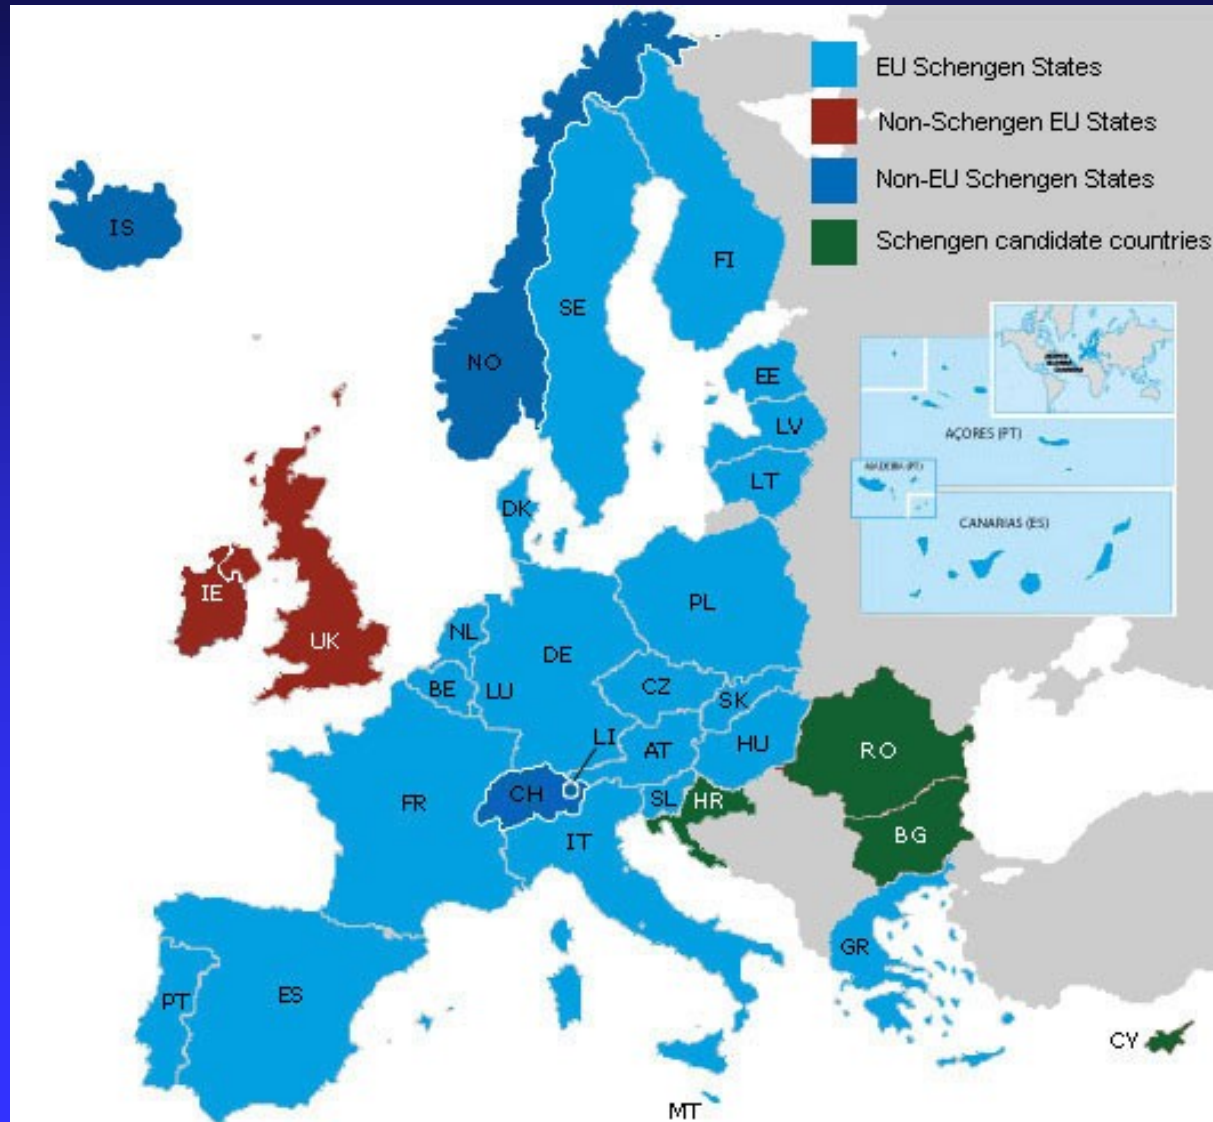 EU Schengen States
Non-Schengen EU States
Non-EU Schengen States
Schengen candidate countries
IS
FI
SE
NO
EE
LV
LT
DK
AÇORES (PT)
MADEIRA (PT)
CANARIAS (ES)
IE
UK
NL
DE
PL
BE
LU
CZ
SK
LI
AT
HU
RO
FR
CH
SL
HR
IT
BG
GR
PT
ES
CY
MT